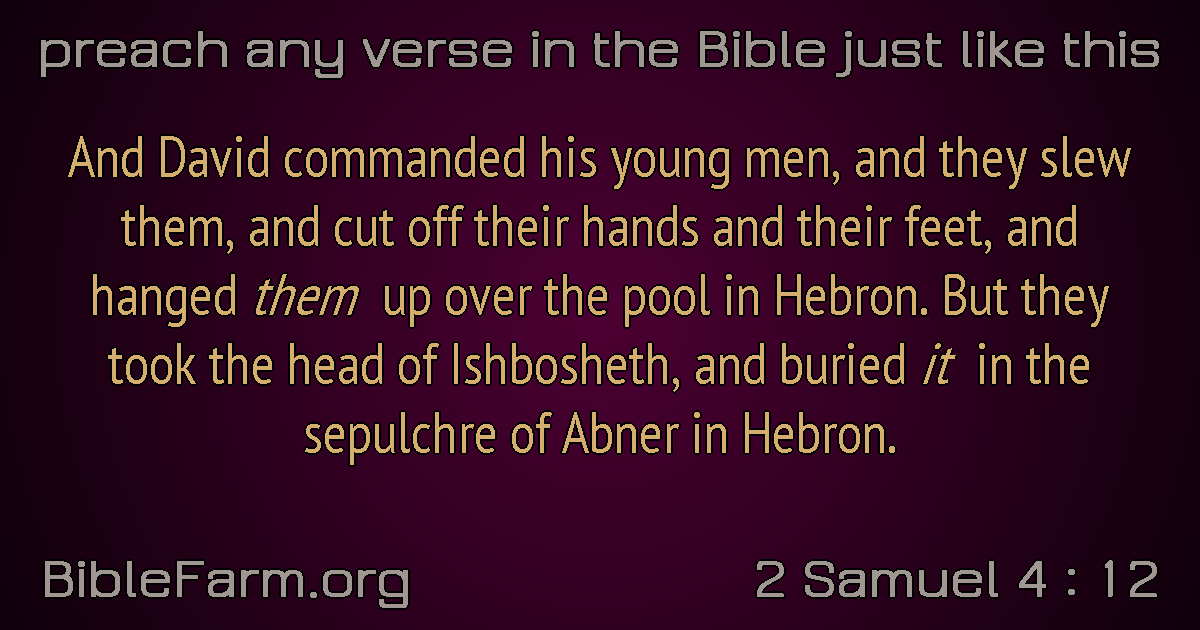 preach any verse in the Bible just like this
And David commanded his young men, and they slew
them, and cut off their hands and their feet, and
hanged them up over the pool in Hebron. But they
took the head of Ishbosheth, and buried it in the
sepulchre of Abner in Hebron.
BibleFarm.org
2 Samuel 4 : 12